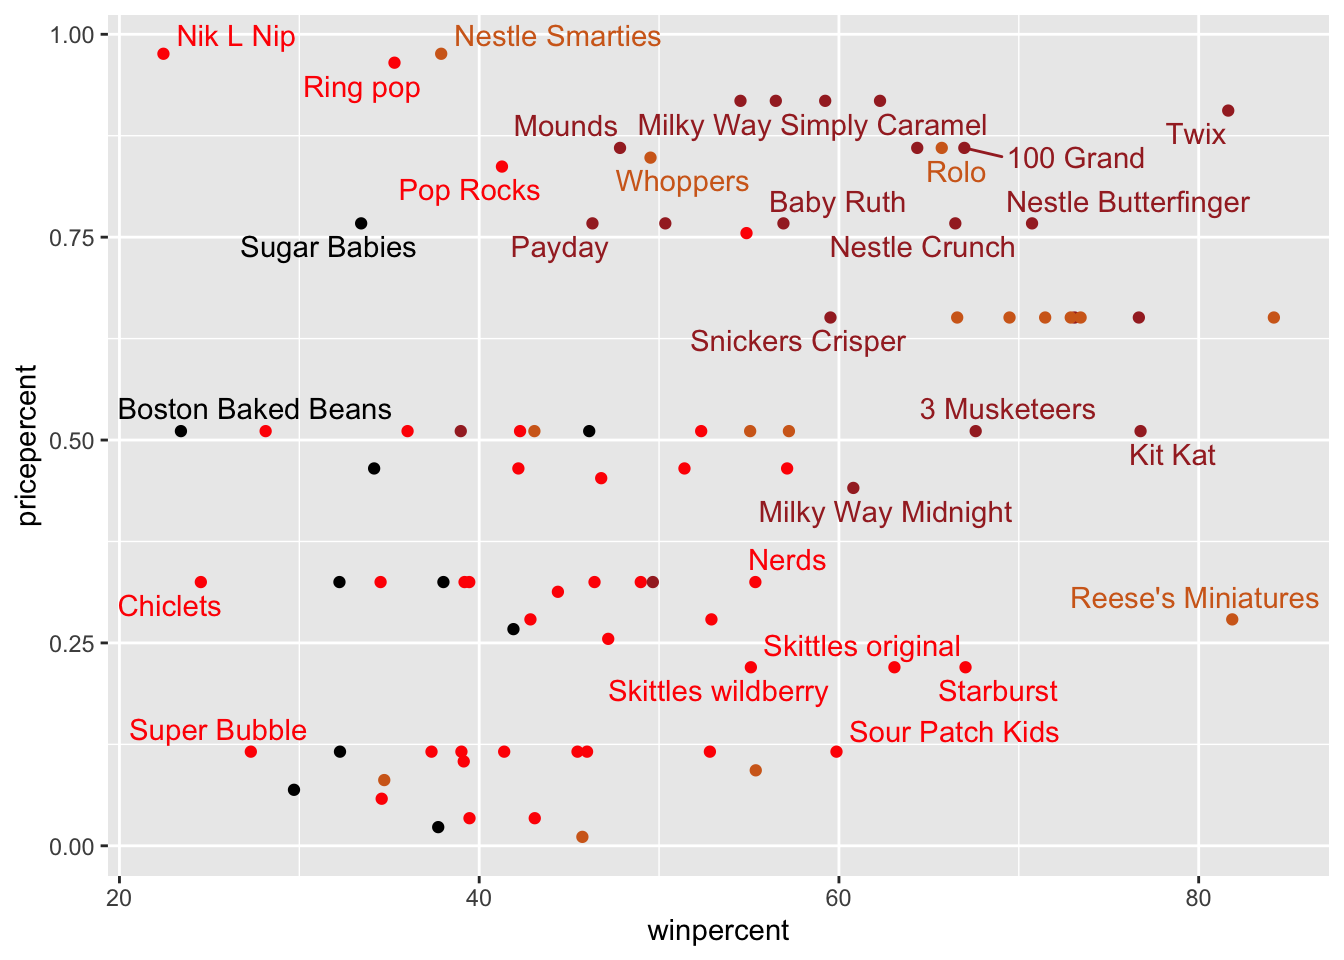 1.00
Nik L Nip
Nestle Smarties
Ring pop
Mounds
Milky Way Simply Caramel
Twix
100 Grand
Whoppers
Rolo
Pop Rocks
Baby Ruth
Nestle Butterfinger
0.75
Sugar Babies
Payday
Nestle Crunch
Snickers Crisper
Boston Baked Beans
3 Musketeers
0.50
Kit Kat
Milky Way Midnight
Nerds
Chiclets
Reese's Miniatures
0.25
Skittles original
Skittles wildberry
Starburst
Super Bubble
Sour Patch Kids
0.00
pricepercent
20
40
60
80
winpercent